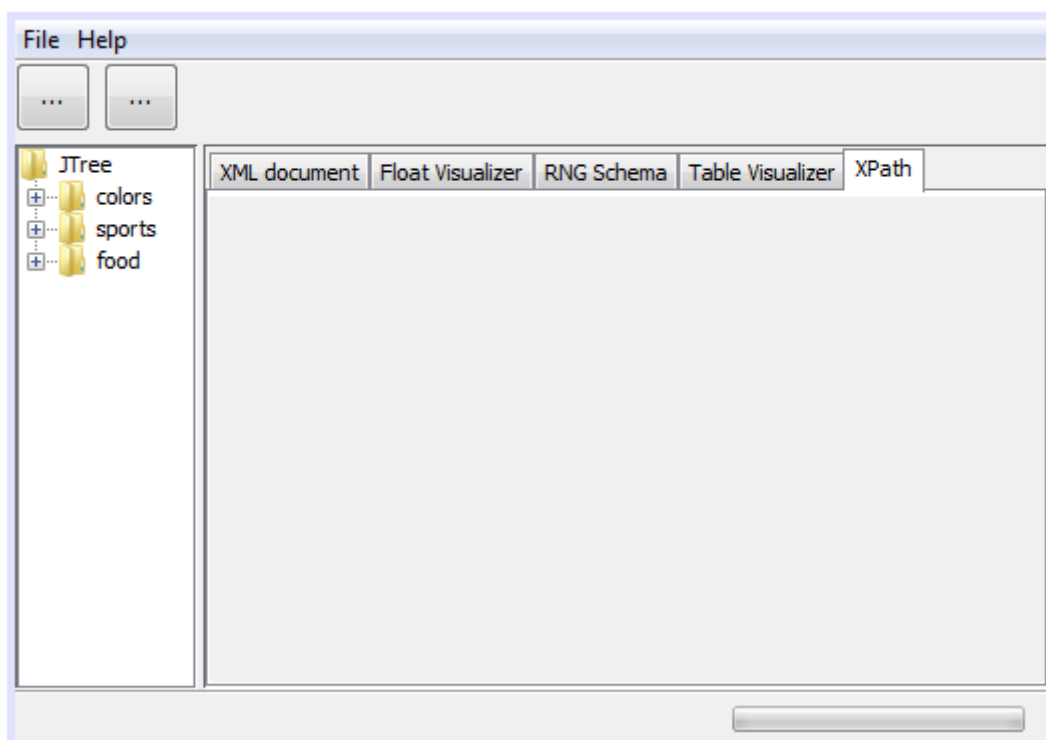 File Help
... ...
JTree
colors
sports
food
XML document Float Visualizer RNG Schema Table Visualizer XPath